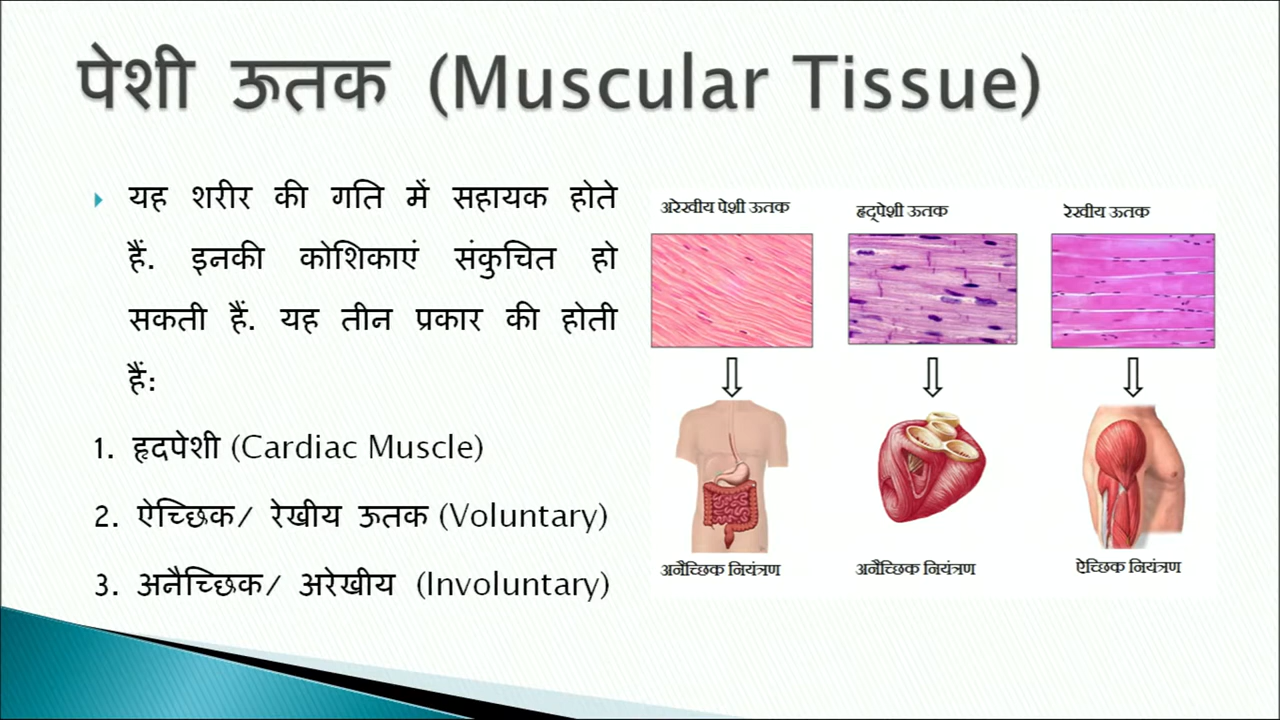 पेशी ऊतक (Muscular Tissue)
यह शरीर की गति में सहायक होते
हैं. इनकी कोशिकाएं संकुचित हो
सकती हैं. यह तीन प्रकार की होती
हैं:
1. हृदपेशी (Cardiac Muscle)
2. ऐच्छिक/ रेखीय ऊतक (Voluntary)
3. अनैच्छिक/ अरेखीय (Involuntary)
अरेखीय पेशी ऊतक
हृद्पेशी ऊतक
रेखीय ऊतक
अनैच्छिक नियंत्रण
अनैच्छिक नियंत्रण
ऐच्छिक नियंत्रण